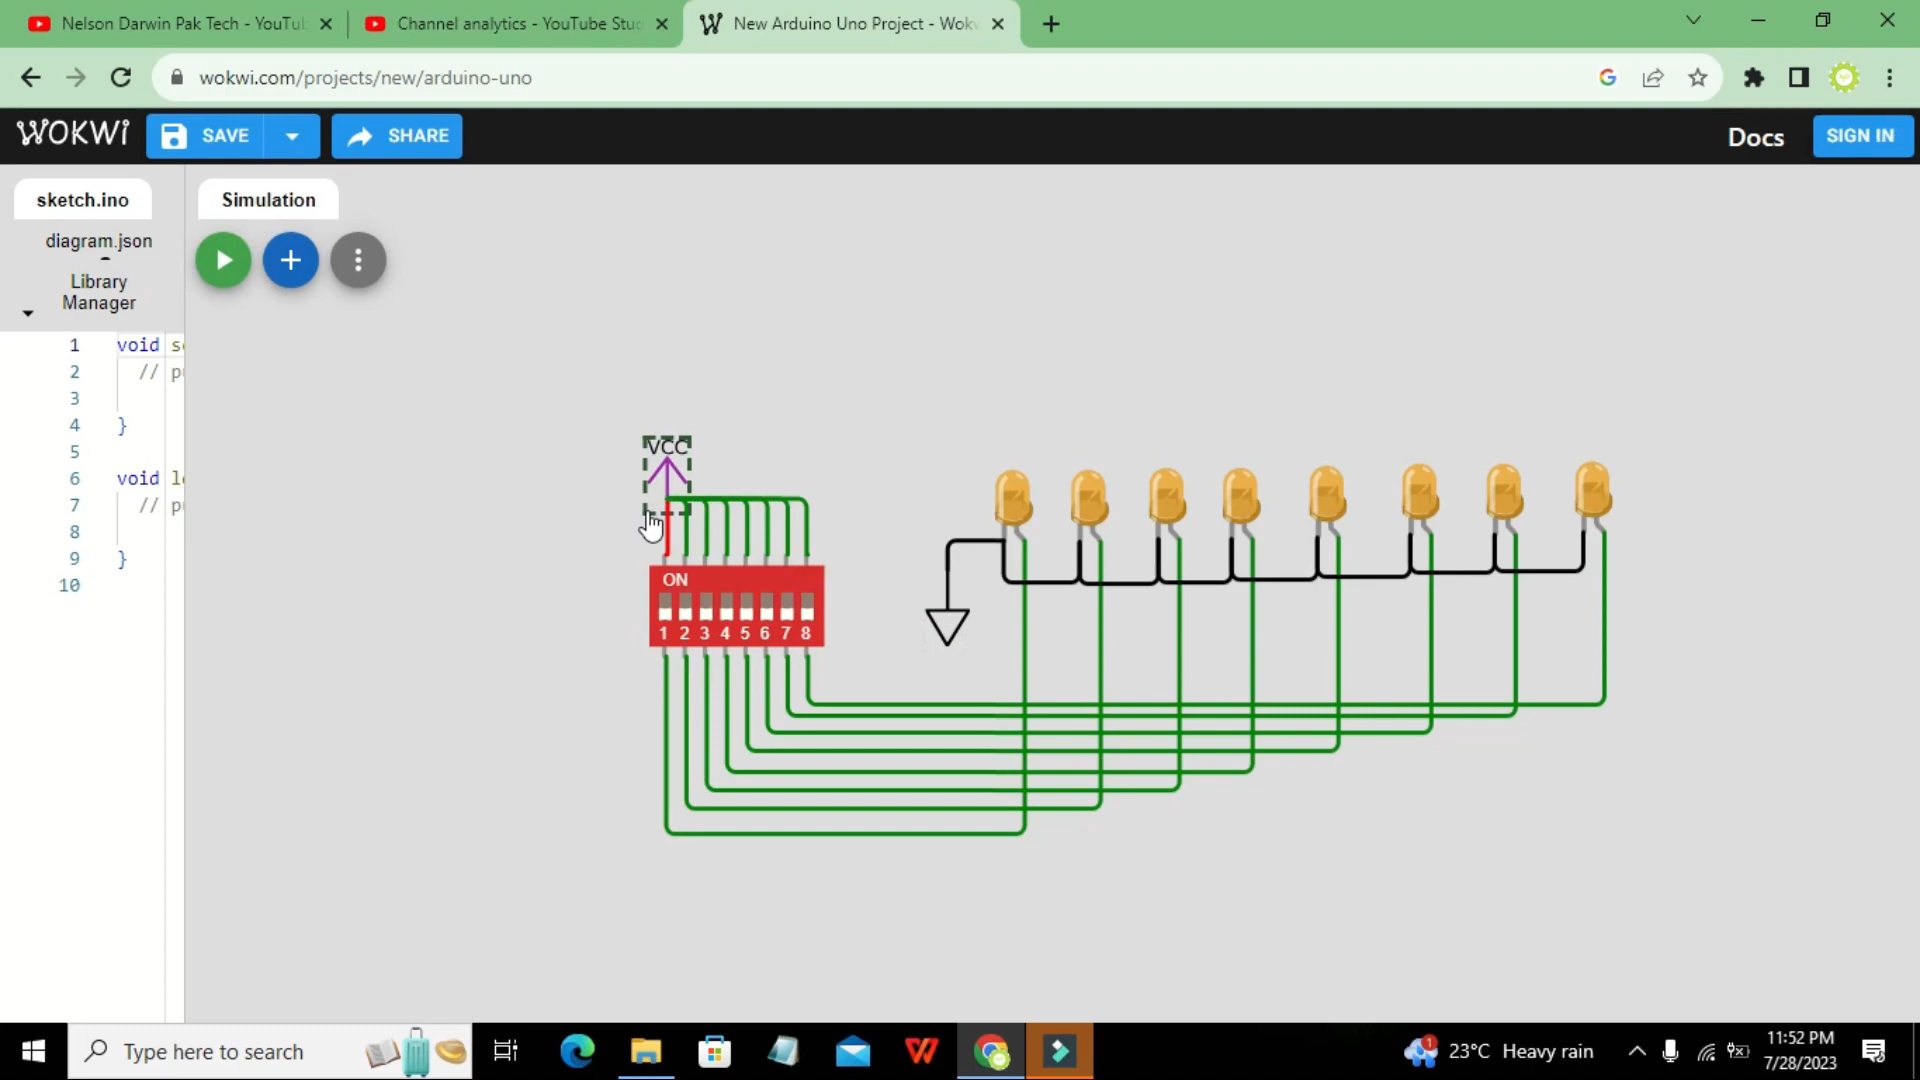 Nelson Darwin Pak Tech - YouTu
Channel analytics - YouTube Stu
New Arduino Uno Project - Wok
wokwi.com/projects/new/arduino-uno
WOKWI
SAVE
SHARE
Docs
SIGN IN
sketch.ino
Simulation
diagram.json
Library
Manager
1 void s
2 // p
3
4 }
5
6 void l
7 // p
8
9 }
10
VCC
ON
1 2 3 4 5 6 7 8
Type here to search
1
23°C Heavy rain
11:52 PM
7/28/2023